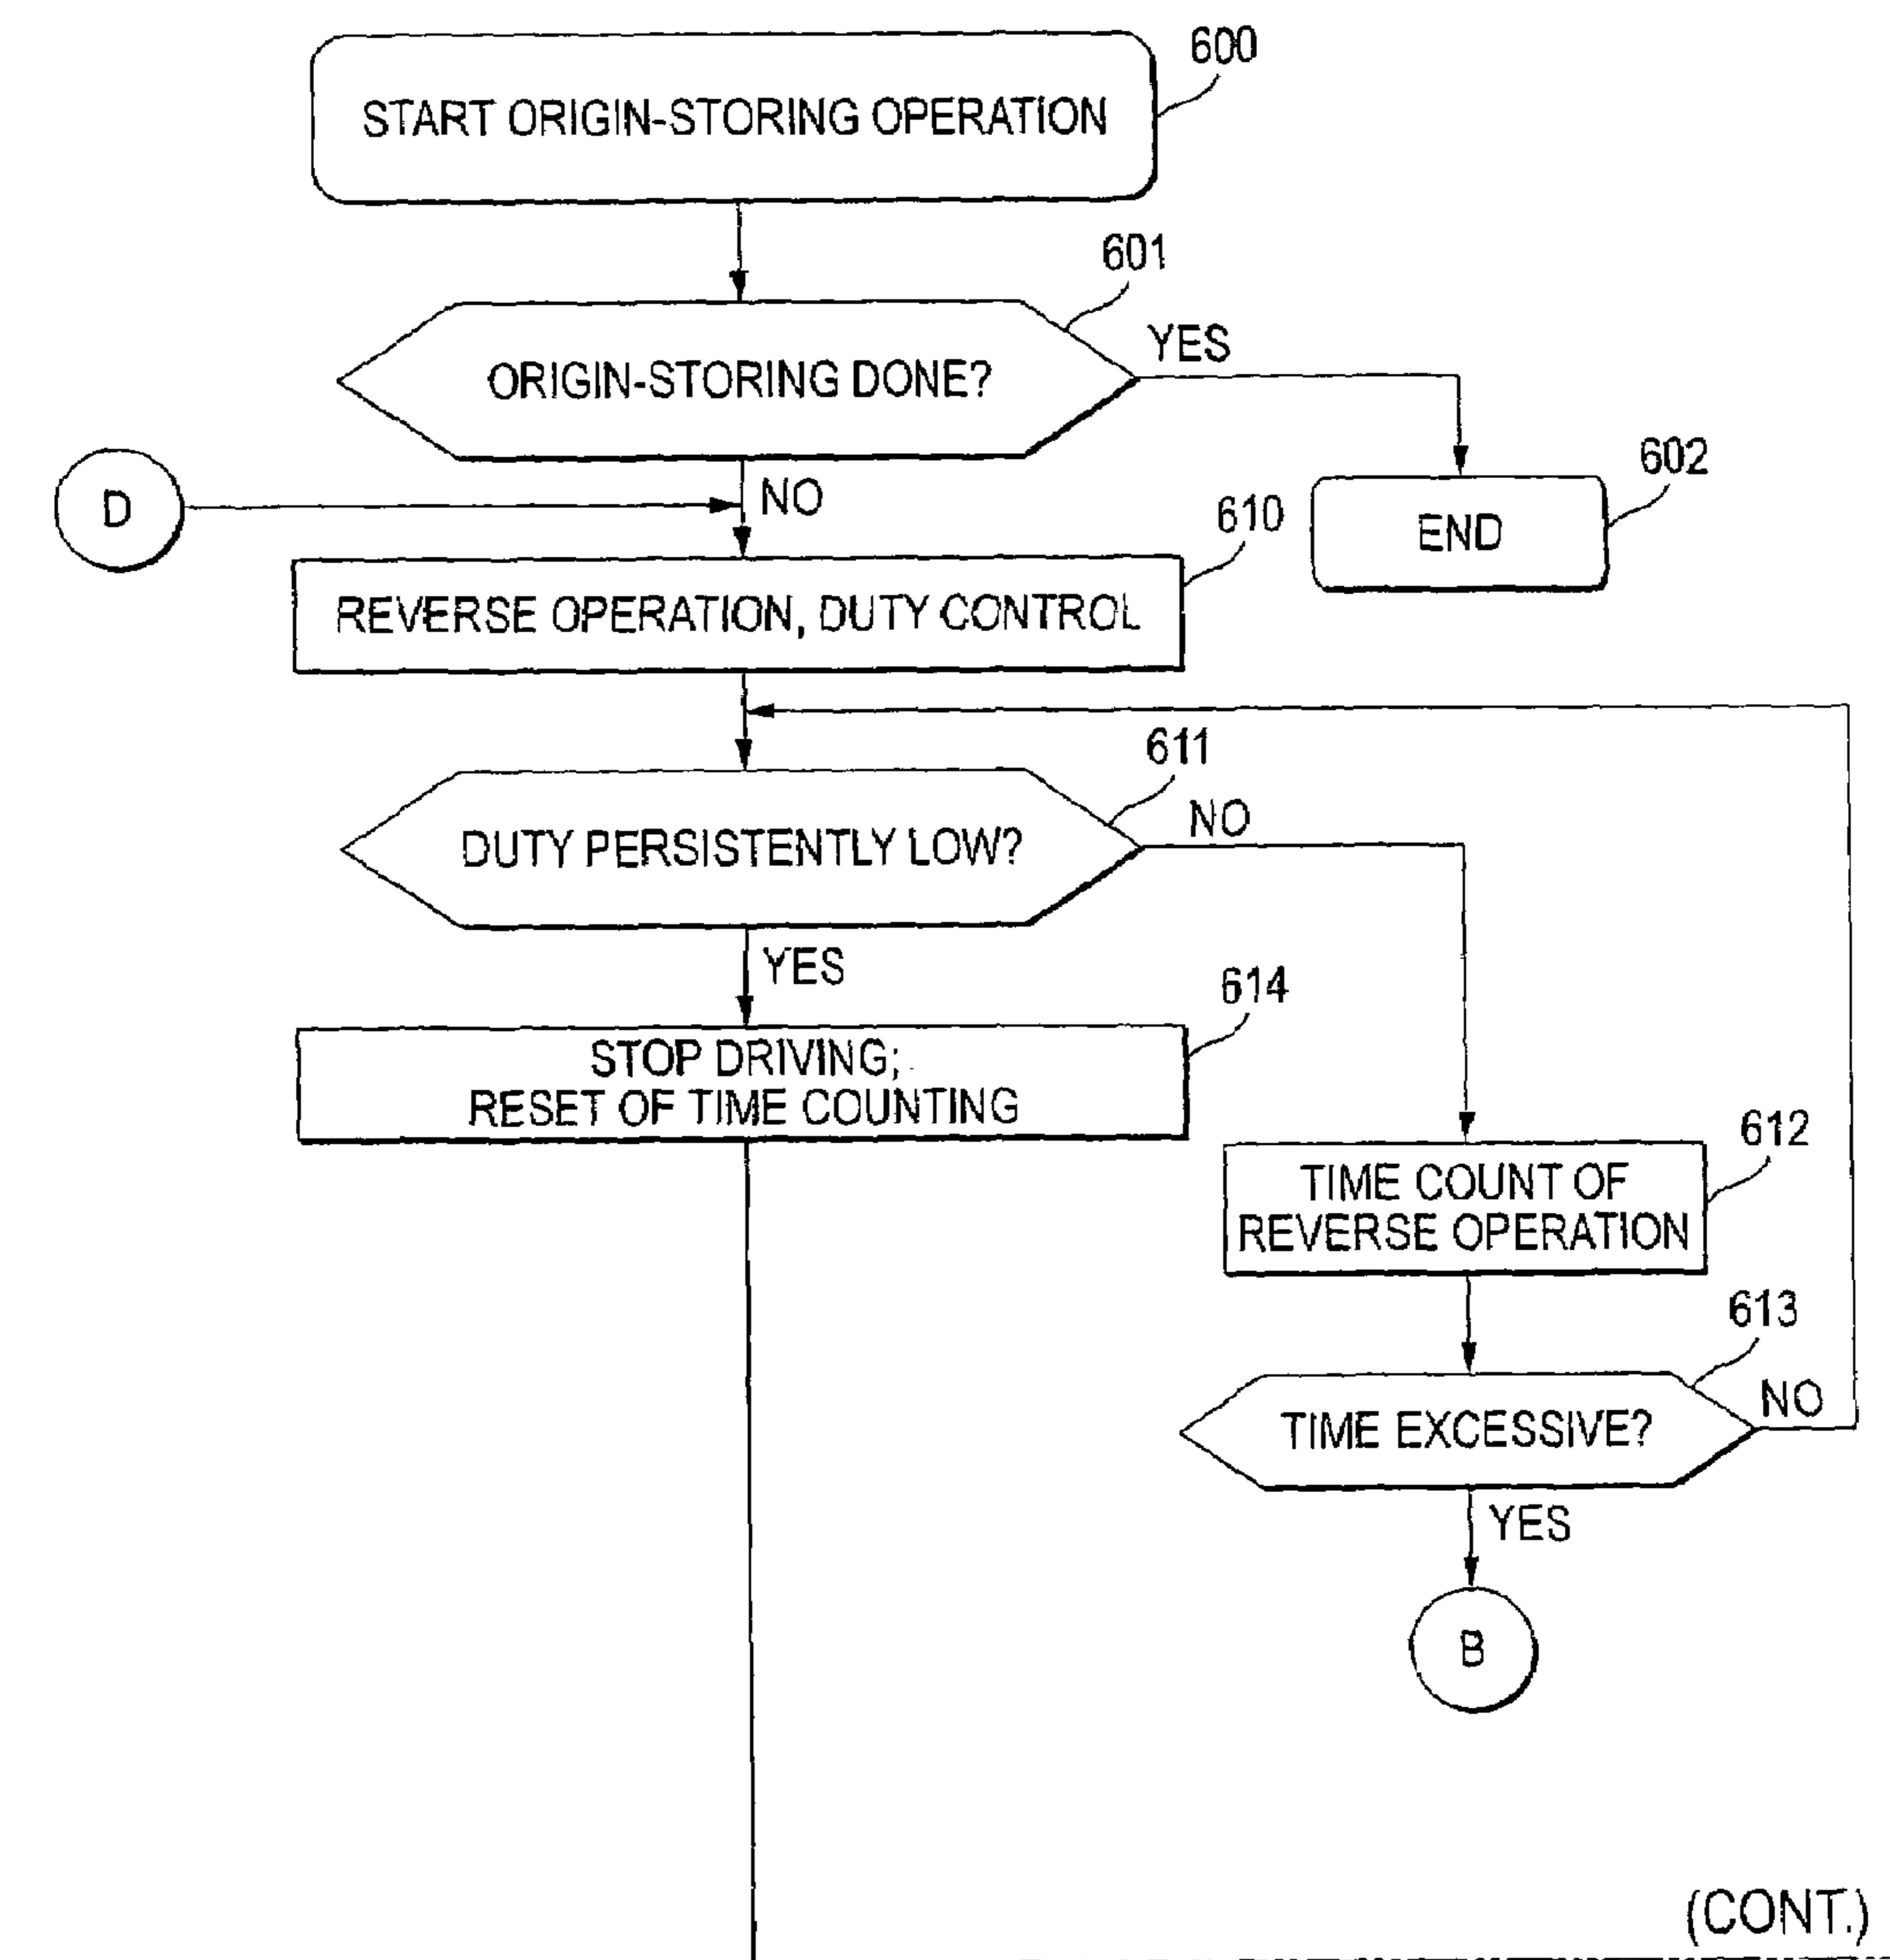 600
START ORIGIN-STORING OPERATION
601
ORIGIN-STORING DONE?
YES
602
END
D
NO
610
REVERSE OPERATION, DUTY CONTROL
611
DUTY PERSISTENTLY LOW?
NO
YES
614
STOP DRIVING;
RESET OF TIME COUNTING
612
TIME COUNT OF
REVERSE OPERATION
613
TIME EXCESSIVE?
NO
YES
B
(CONT.)